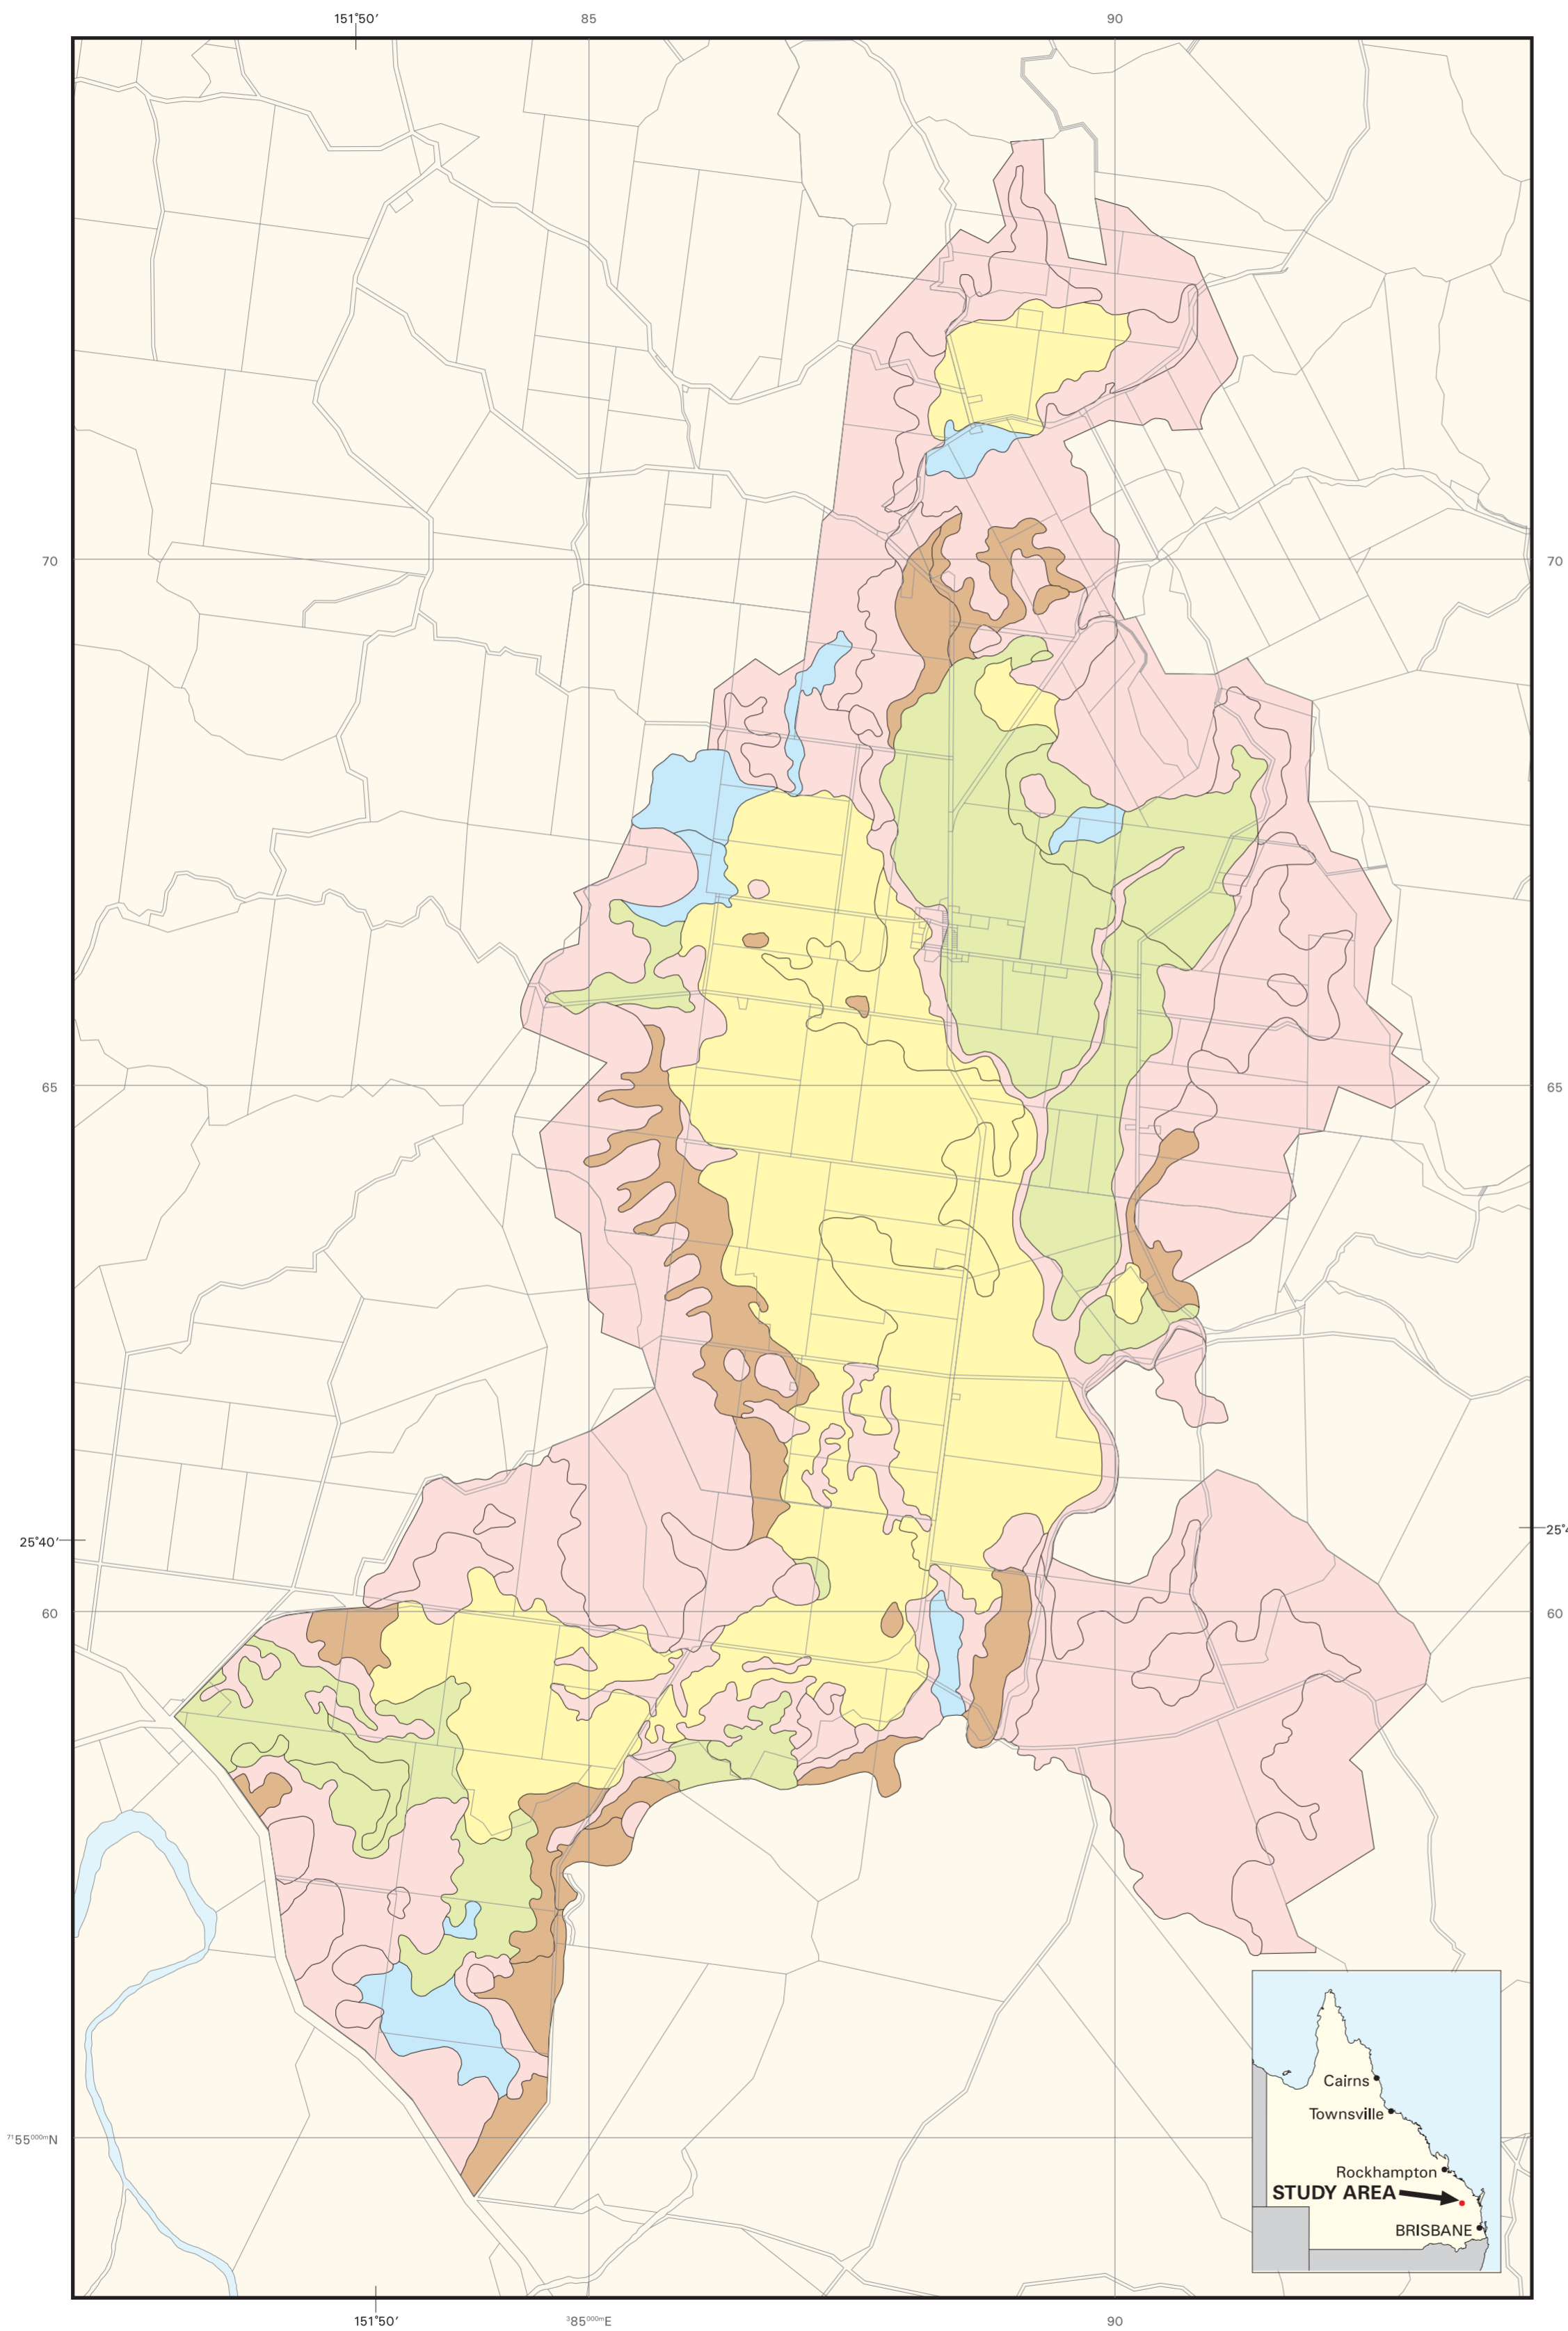 151°50′ 85 90
70 70
65 65
25°40′ 25°4
60 60
Cairns
Townsville
Rockhampton
STUDY AREA
BRISBANE
7155000mN
151°50′ 385000mE 90